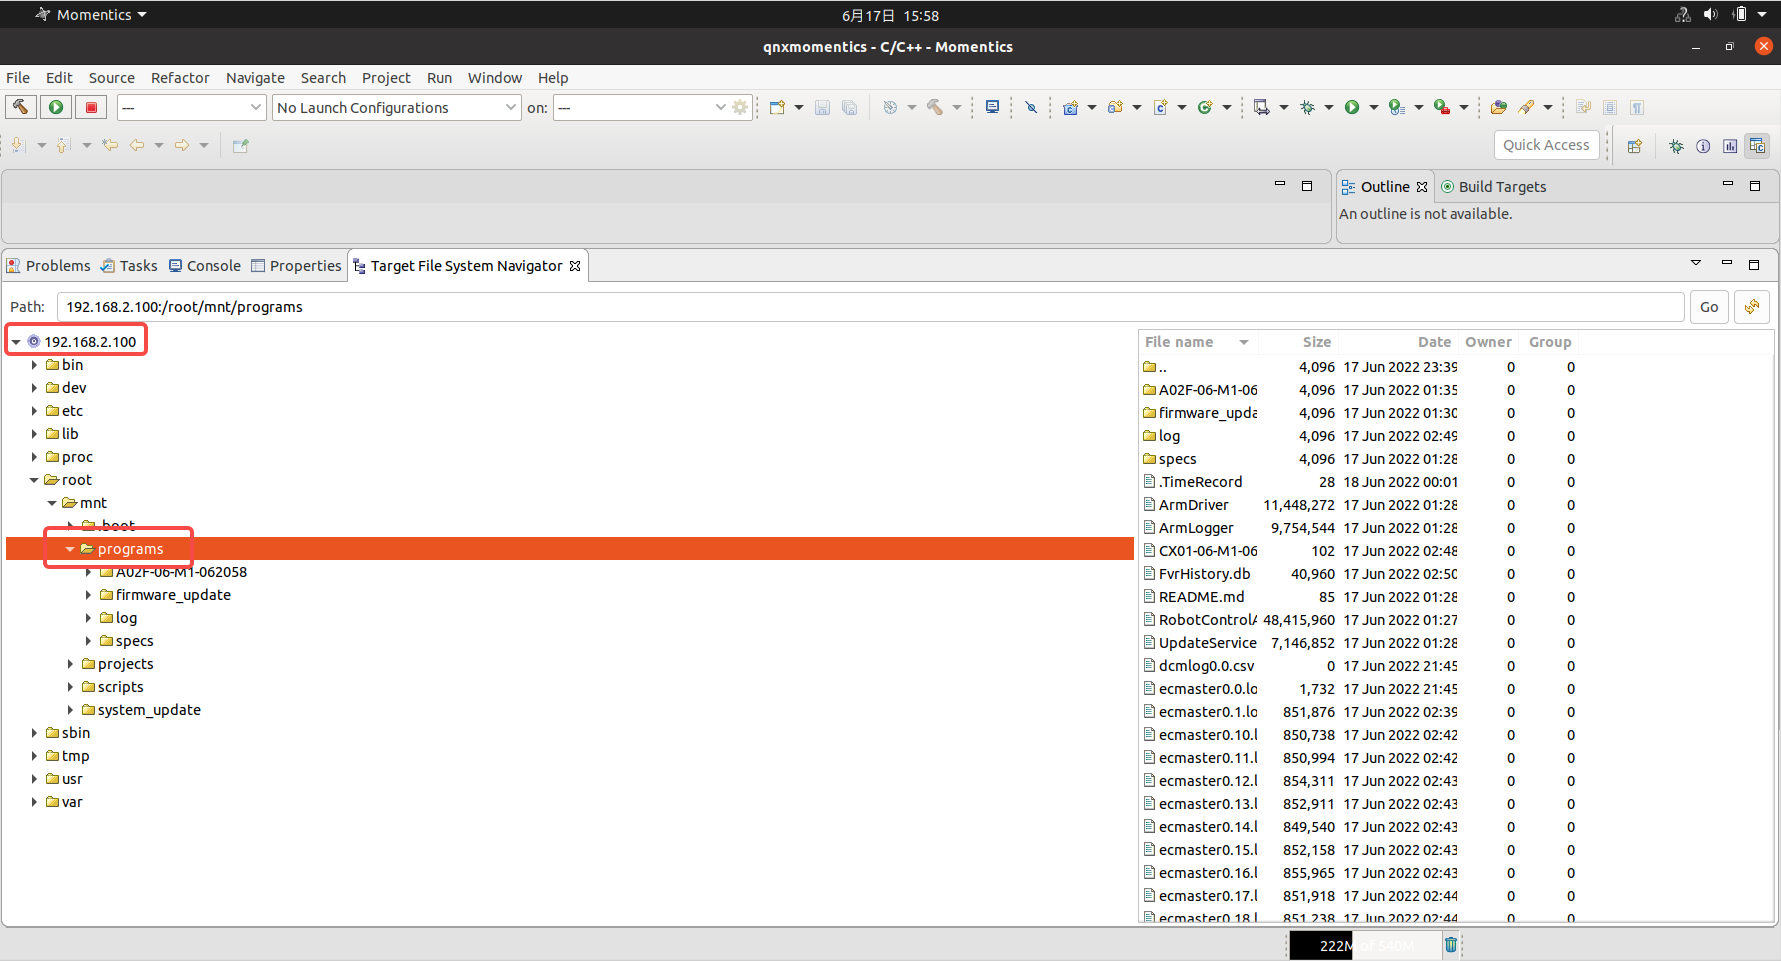 Momentics
6月17日 15:58
qnxmomentics - C/C++ - Momentics
File Edit Source Refactor Navigate Search Project Run Window Help
--- No Launch Configurations on: ---
Quick Access
Outline Build Targets
An outline is not available.
Problems Tasks Console Properties Target File System Navigator
Path: 192.168.2.100:/root/mnt/programs Go
192.168.2.100
bin
dev
etc
lib
proc
root
mnt
.boot
programs
A02F-06-M1-062058
firmware_update
log
specs
projects
scripts
system_update
sbin
tmp
usr
var
File name Size Date Owner Group
.. 4,096 17 Jun 2022 23:39 0 0
A02F-06-M1-06 4,096 17 Jun 2022 01:35 0 0
firmware_upda 4,096 17 Jun 2022 01:30 0 0
log 4,096 17 Jun 2022 02:49 0 0
specs 4,096 17 Jun 2022 01:28 0 0
.TimeRecord 28 18 Jun 2022 00:01 0 0
ArmDriver 11,448,272 17 Jun 2022 01:28 0 0
ArmLogger 9,754,544 17 Jun 2022 01:28 0 0
CX01-06-M1-06 102 17 Jun 2022 02:48 0 0
FvrHistory.db 40,960 17 Jun 2022 02:50 0 0
README.md 85 17 Jun 2022 01:28 0 0
RobotControlA 48,415,960 17 Jun 2022 01:27 0 0
UpdateService 7,146,852 17 Jun 2022 01:28 0 0
dcmlog0.0.csv 0 17 Jun 2022 21:45 0 0
ecmaster0.0.lo 1,732 17 Jun 2022 21:45 0 0
ecmaster0.1.lo 851,876 17 Jun 2022 02:39 0 0
ecmaster0.10.l 850,738 17 Jun 2022 02:42 0 0
ecmaster0.11.l 850,994 17 Jun 2022 02:42 0 0
ecmaster0.12.l 854,311 17 Jun 2022 02:43 0 0
ecmaster0.13.l 852,911 17 Jun 2022 02:43 0 0
ecmaster0.14.l 849,540 17 Jun 2022 02:43 0 0
ecmaster0.15.l 852,158 17 Jun 2022 02:43 0 0
ecmaster0.16.l 855,965 17 Jun 2022 02:43 0 0
ecmaster0.17.l 851,918 17 Jun 2022 02:44 0 0
ecmaster0.18.l 851,238 17 Jun 2022 02:44 0 0
222M of 540M